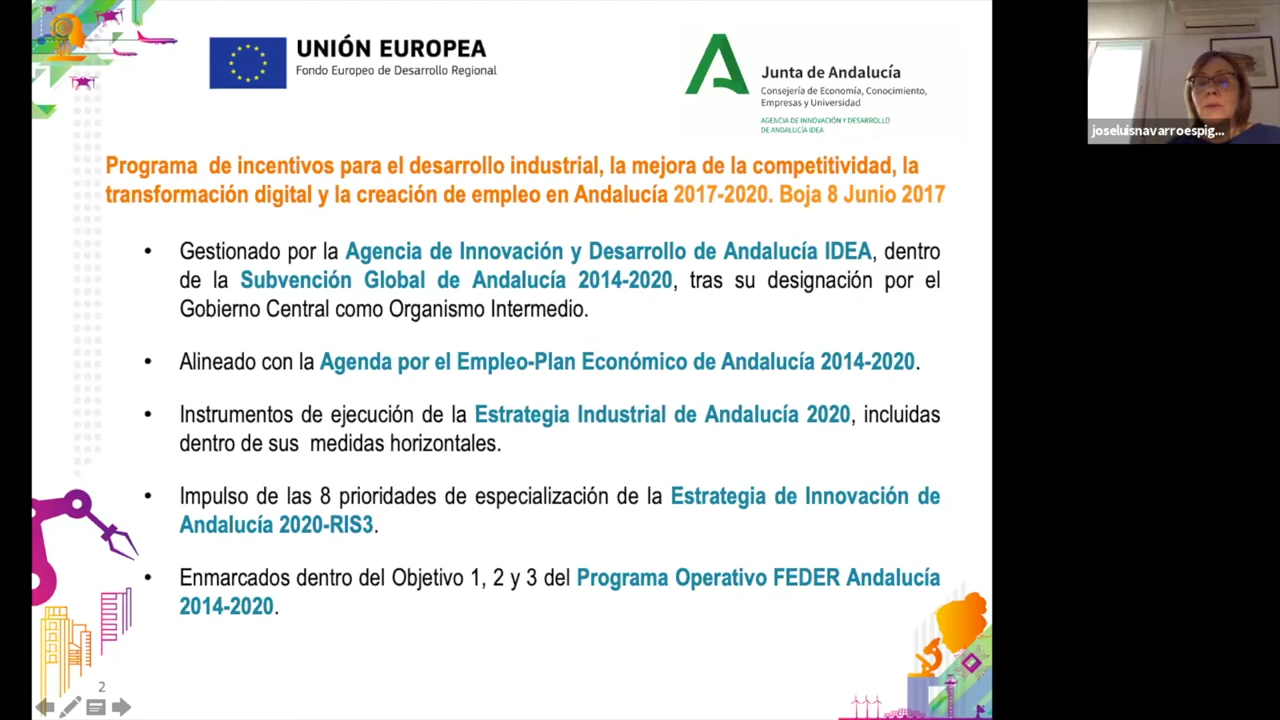 UNIÓN EUROPEA
Fondo Europeo de Desarrollo Regional
Junta de Andalucía
Consejería de Economía, Conocimiento,
Empresas y Universidad
AGENCIA DE INNOVACIÓN Y DESARROLLO
DE ANDALUCÍA IDEA
joseluisnavarroespig...
Programa de incentivos para el desarrollo industrial, la mejora de la competitividad, la
transformación digital y la creación de empleo en Andalucía 2017-2020. Boja 8 Junio 2017
• Gestionado por la Agencia de Innovación y Desarrollo de Andalucía IDEA, dentro
de la Subvención Global de Andalucía 2014-2020, tras su designación por el
Gobierno Central como Organismo Intermedio.
• Alineado con la Agenda por el Empleo-Plan Económico de Andalucía 2014-2020.
• Instrumentos de ejecución de la Estrategia Industrial de Andalucía 2020, incluidas
dentro de sus medidas horizontales.
• Impulso de las 8 prioridades de especialización de la Estrategia de Innovación de
Andalucía 2020-RIS3.
• Enmarcados dentro del Objetivo 1, 2 y 3 del Programa Operativo FEDER Andalucía
2014-2020.
2